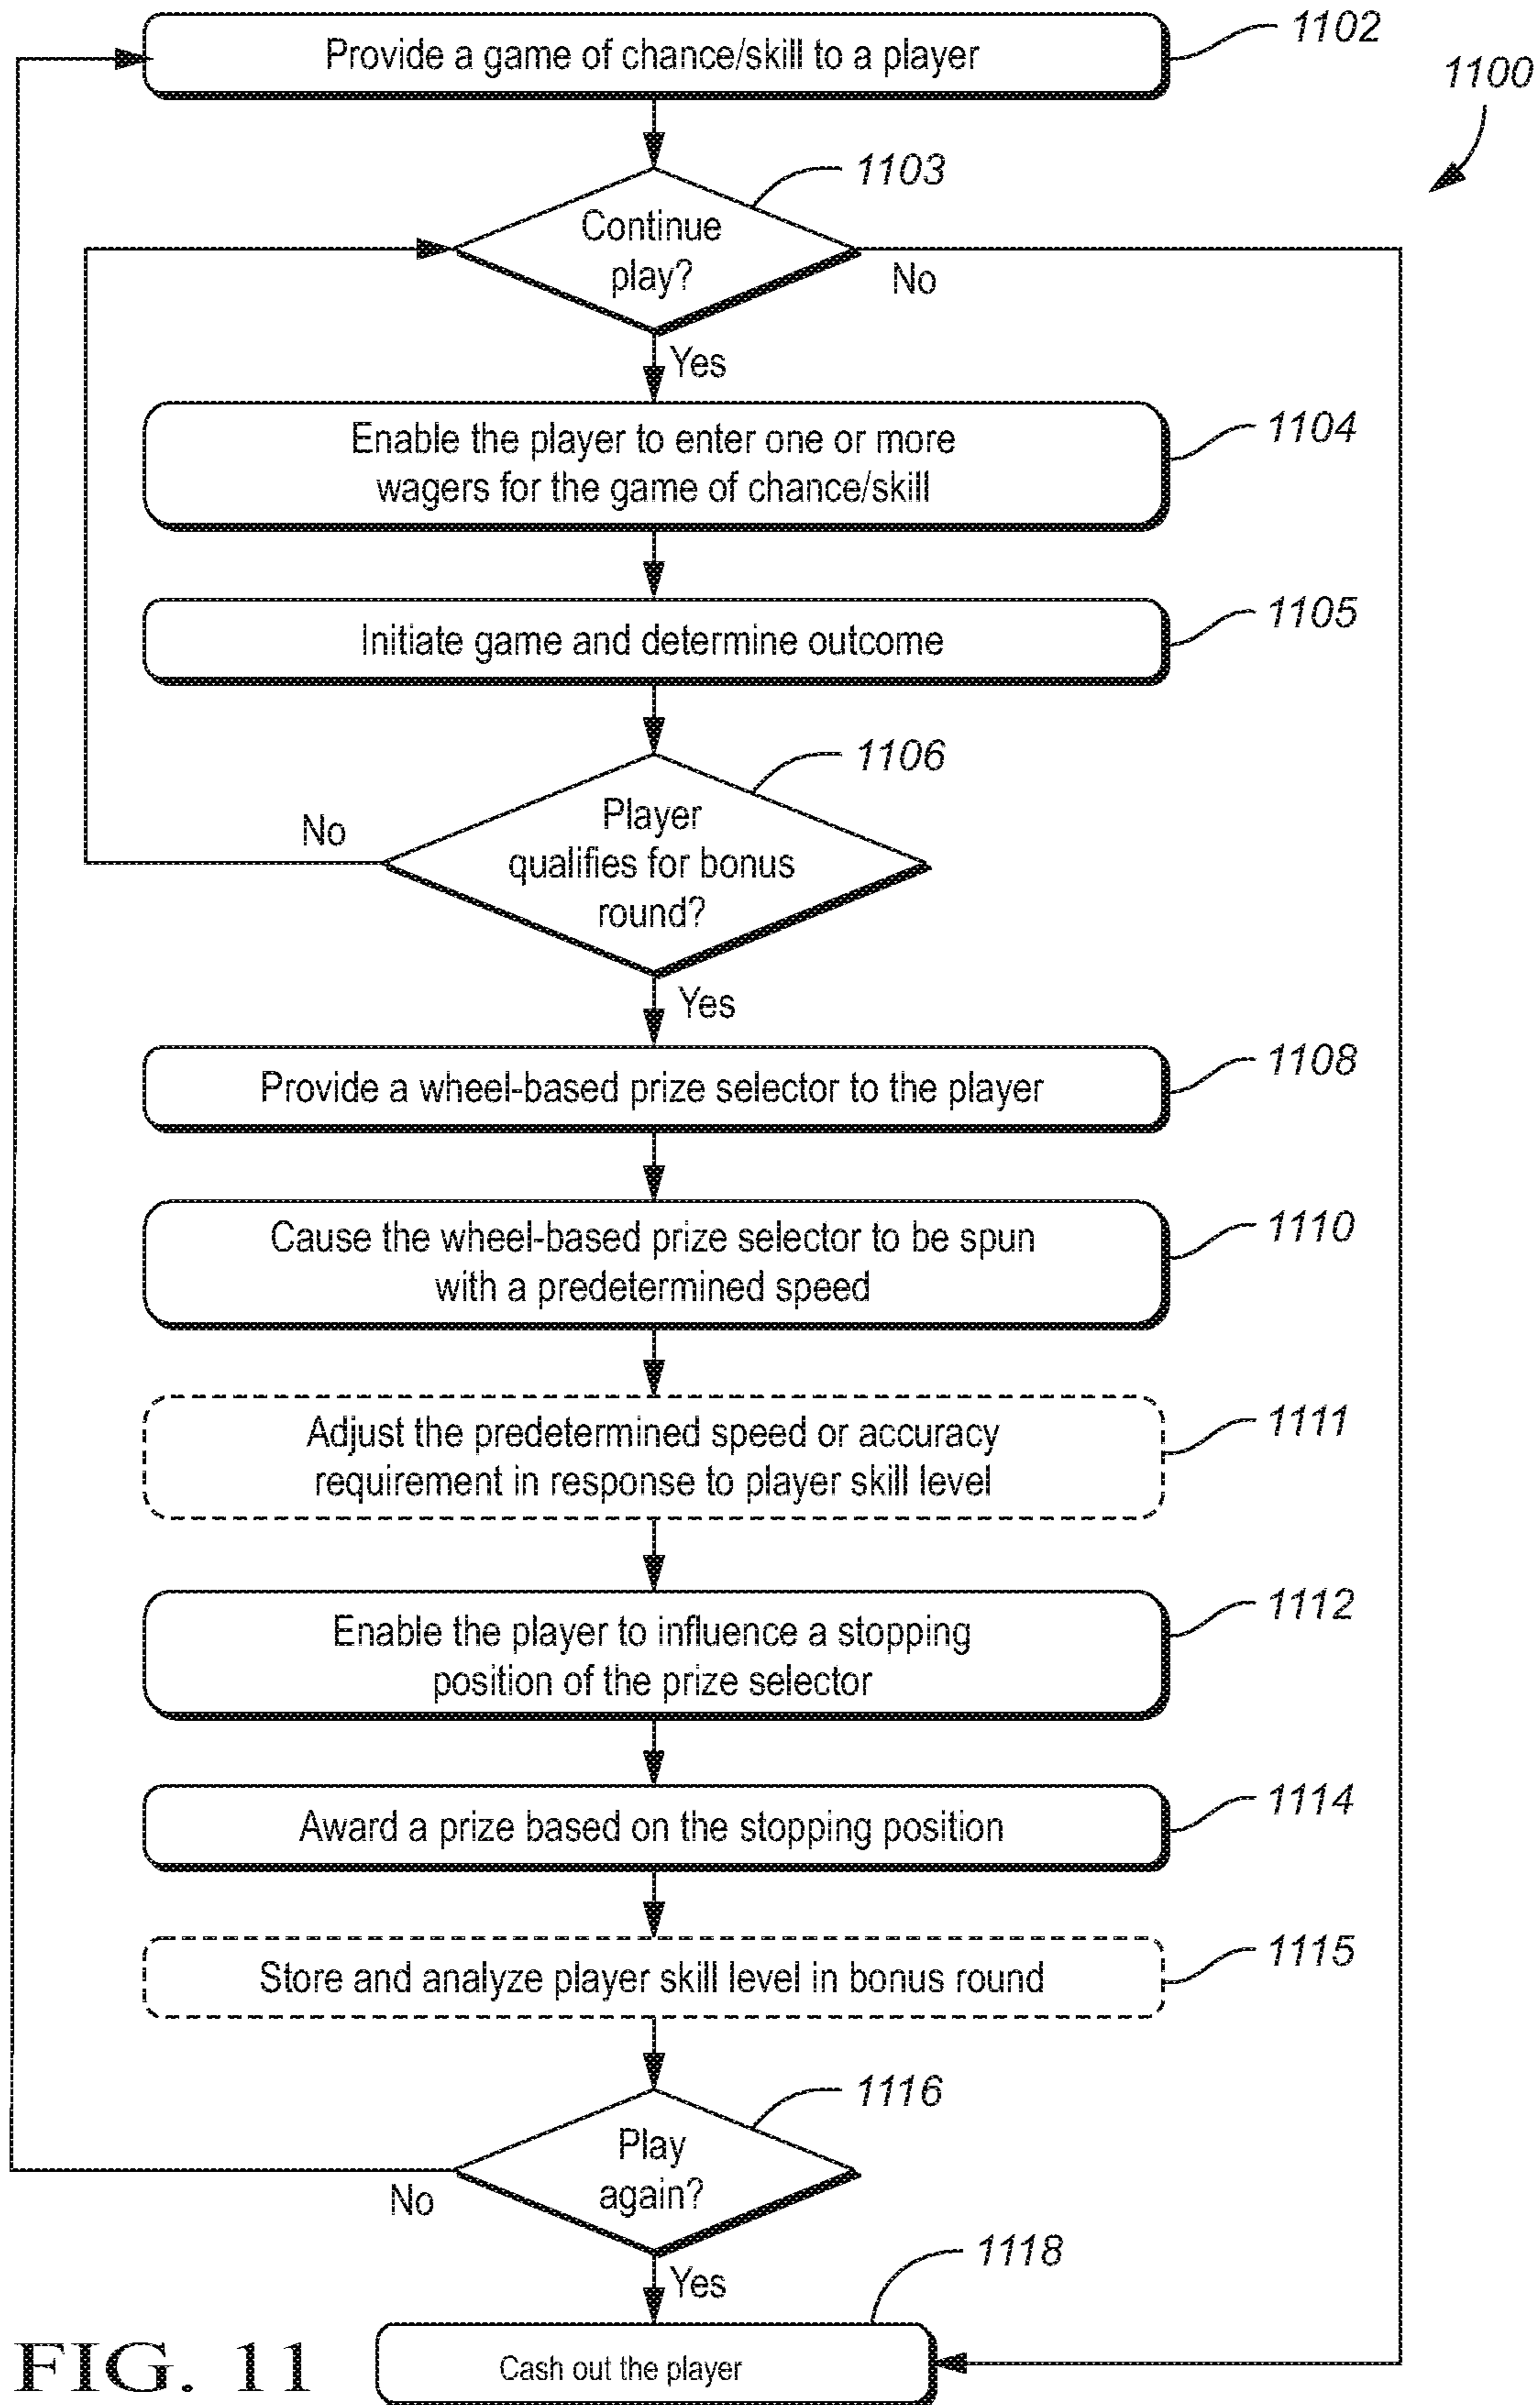 Provide a game of chance/skill to a player
1102
1100
1103
Continue
play?
No
Yes
Enable the player to enter one or more
wagers for the game of chance/skill
1104
Initiate game and determine outcome
1105
1106
Player
qualifies for bonus
round?
No
Yes
Provide a wheel-based prize selector to the player
1108
Cause the wheel-based prize selector to be spun
with a predetermined speed
1110
Adjust the predetermined speed or accuracy
requirement in response to player skill level
1111
Enable the player to influence a stopping
position of the prize selector
1112
Award a prize based on the stopping position
1114
Store and analyze player skill level in bonus round
1115
1116
Play
again?
No
Yes
1118
Cash out the player
FIG. 11